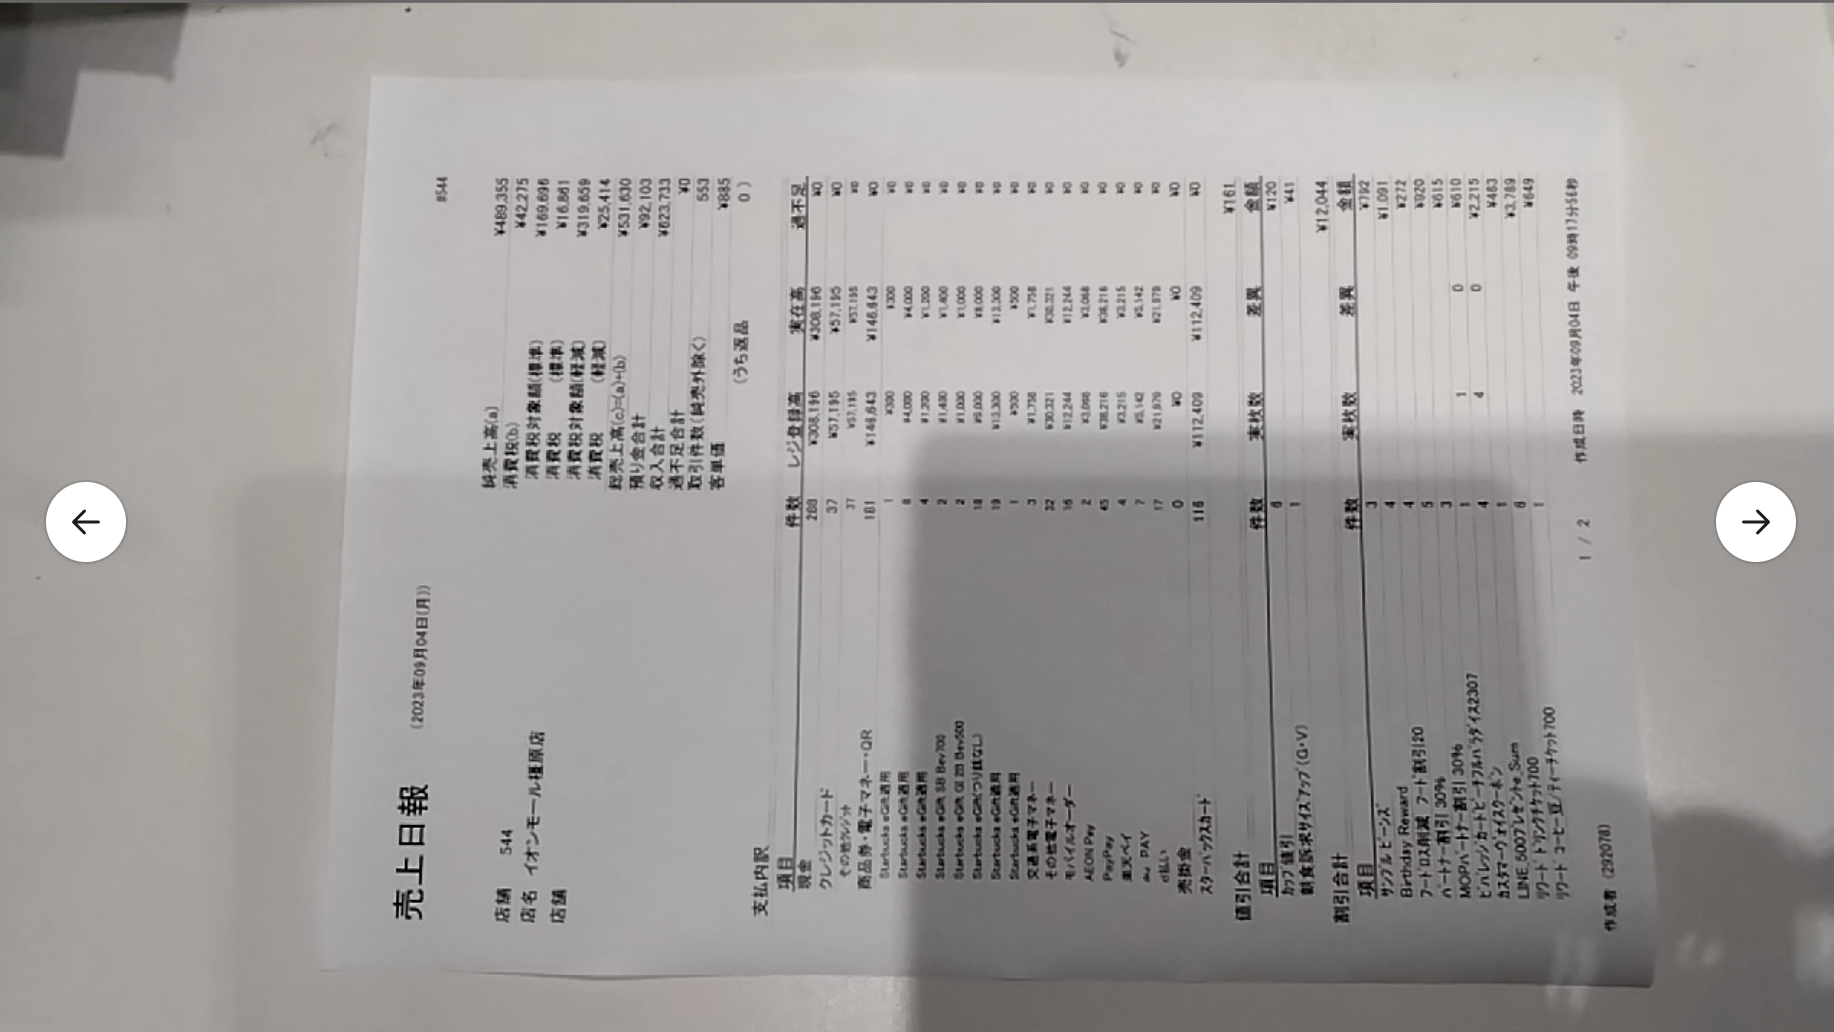 売上日報 (2023年09月04日(月)) #544
店舗 544
店名 イオンモール橿原店
店舗
純売上高(a) ¥489,355
消費税(b) ¥42,275
消費税対象額(標準) ¥169,696
消費税 (標準) ¥16,861
消費税対象額(軽減) ¥319,659
消費税 (軽減) ¥25,414
総売上高(c)=(a)+(b) ¥531,630
預り金合計 ¥92,103
収入合計 ¥623,733
過不足合計 ¥0
取引件数(純売外除く) 553
客単価 ¥885
(うち返品 0)
支払内訳
項目 件数 レジ登録高 実在高 過不足
現金 268 ¥308,196 ¥308,196 ¥0
クレジットカード 37 ¥57,195 ¥57,195 ¥0
その他クレジット 37 ¥57,195 ¥57,195 ¥0
商品券・電子マネー・QR 181 ¥146,643 ¥146,643 ¥0
Starbucks eGift適用 1 ¥300 ¥300 ¥0
Starbucks eGift適用 8 ¥4,000 ¥4,000 ¥0
Starbucks eGift適用 4 ¥1,200 ¥1,200 ¥0
Starbucks eGift SB Bev700 2 ¥1,400 ¥1,400 ¥0
Starbucks eGift GI 2B Bev500 2 ¥1,000 ¥1,000 ¥0
Starbucks eGift(つり銭なし) 18 ¥9,000 ¥9,000 ¥0
Starbucks eGift適用 19 ¥13,300 ¥13,300 ¥0
Starbucks eGift適用 1 ¥500 ¥500 ¥0
交通系電子マネー 3 ¥1,758 ¥1,758 ¥0
その他電子マネー 32 ¥30,321 ¥30,321 ¥0
モバイルオーダー 16 ¥12,244 ¥12,244 ¥0
AEON Pay 2 ¥3,068 ¥3,068 ¥0
PayPay 45 ¥38,216 ¥38,216 ¥0
楽天ペイ 4 ¥3,215 ¥3,215 ¥0
au PAY 7 ¥5,142 ¥5,142 ¥0
d払い 17 ¥21,979 ¥21,979 ¥0
売掛金 0 ¥0 ¥0 ¥0
スターバックスカード 116 ¥112,409 ¥112,409 ¥0
値引合計 ¥161
項目 件数 実枚数 差異 金額
カップ値引 6 ¥120
朝食訴求サイズアップ(G・V) 1 ¥41
割引合計 ¥12,044
項目 件数 実枚数 差異 金額
サンプルビーンズ 3 ¥792
Birthday Reward 4 ¥1,091
フードロス削減 フード割引20 4 ¥272
パートナー割引 30% 5 ¥920
MOPパートナー割引 30% 3 ¥615
ビバレッジカードビーチフルパラダイス2307 1 1 0 ¥610
カスタマーヴォイスクーポン 4 4 0 ¥2,215
LINE 500プレゼント_Sum 1 ¥463
リワード ドリンクチケット700 6 ¥3,789
リワード コーヒー豆/ティーチケット700 1 ¥649
作成者 (292078) 1 / 2 作成日時 2023年09月04日 午後 09時17分56秒